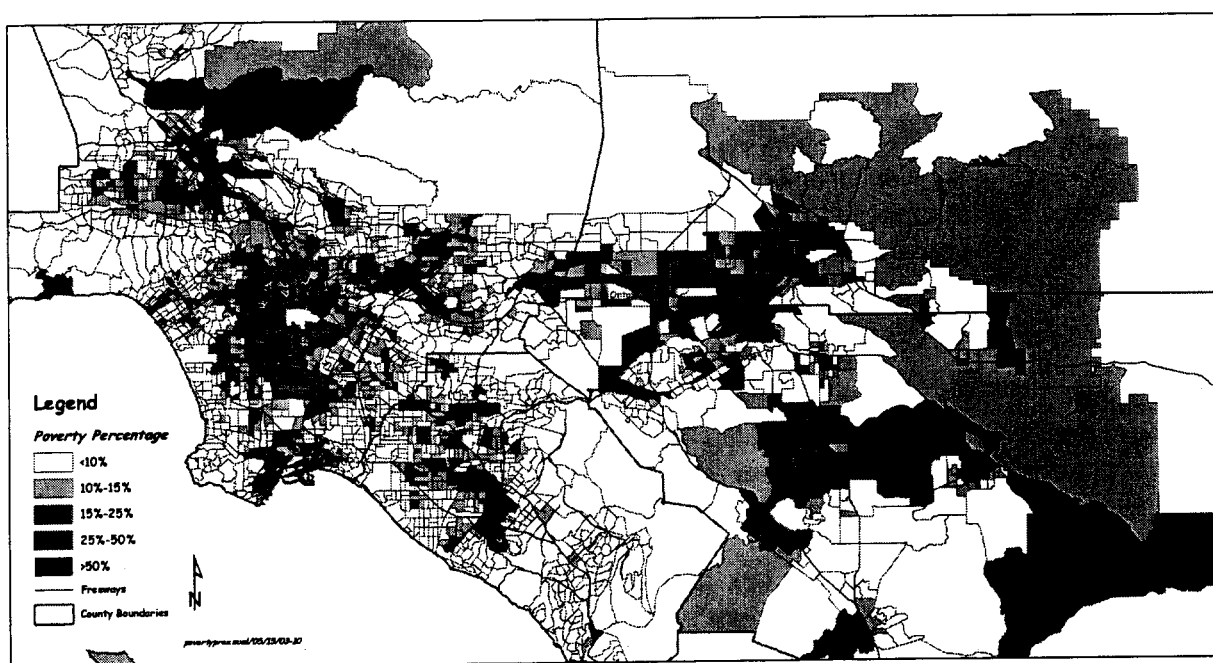 Legend
Poverty Percentage
<10%
10%-15%
15%-25%
25%-50%
>50%
Freeways
County Boundaries
N